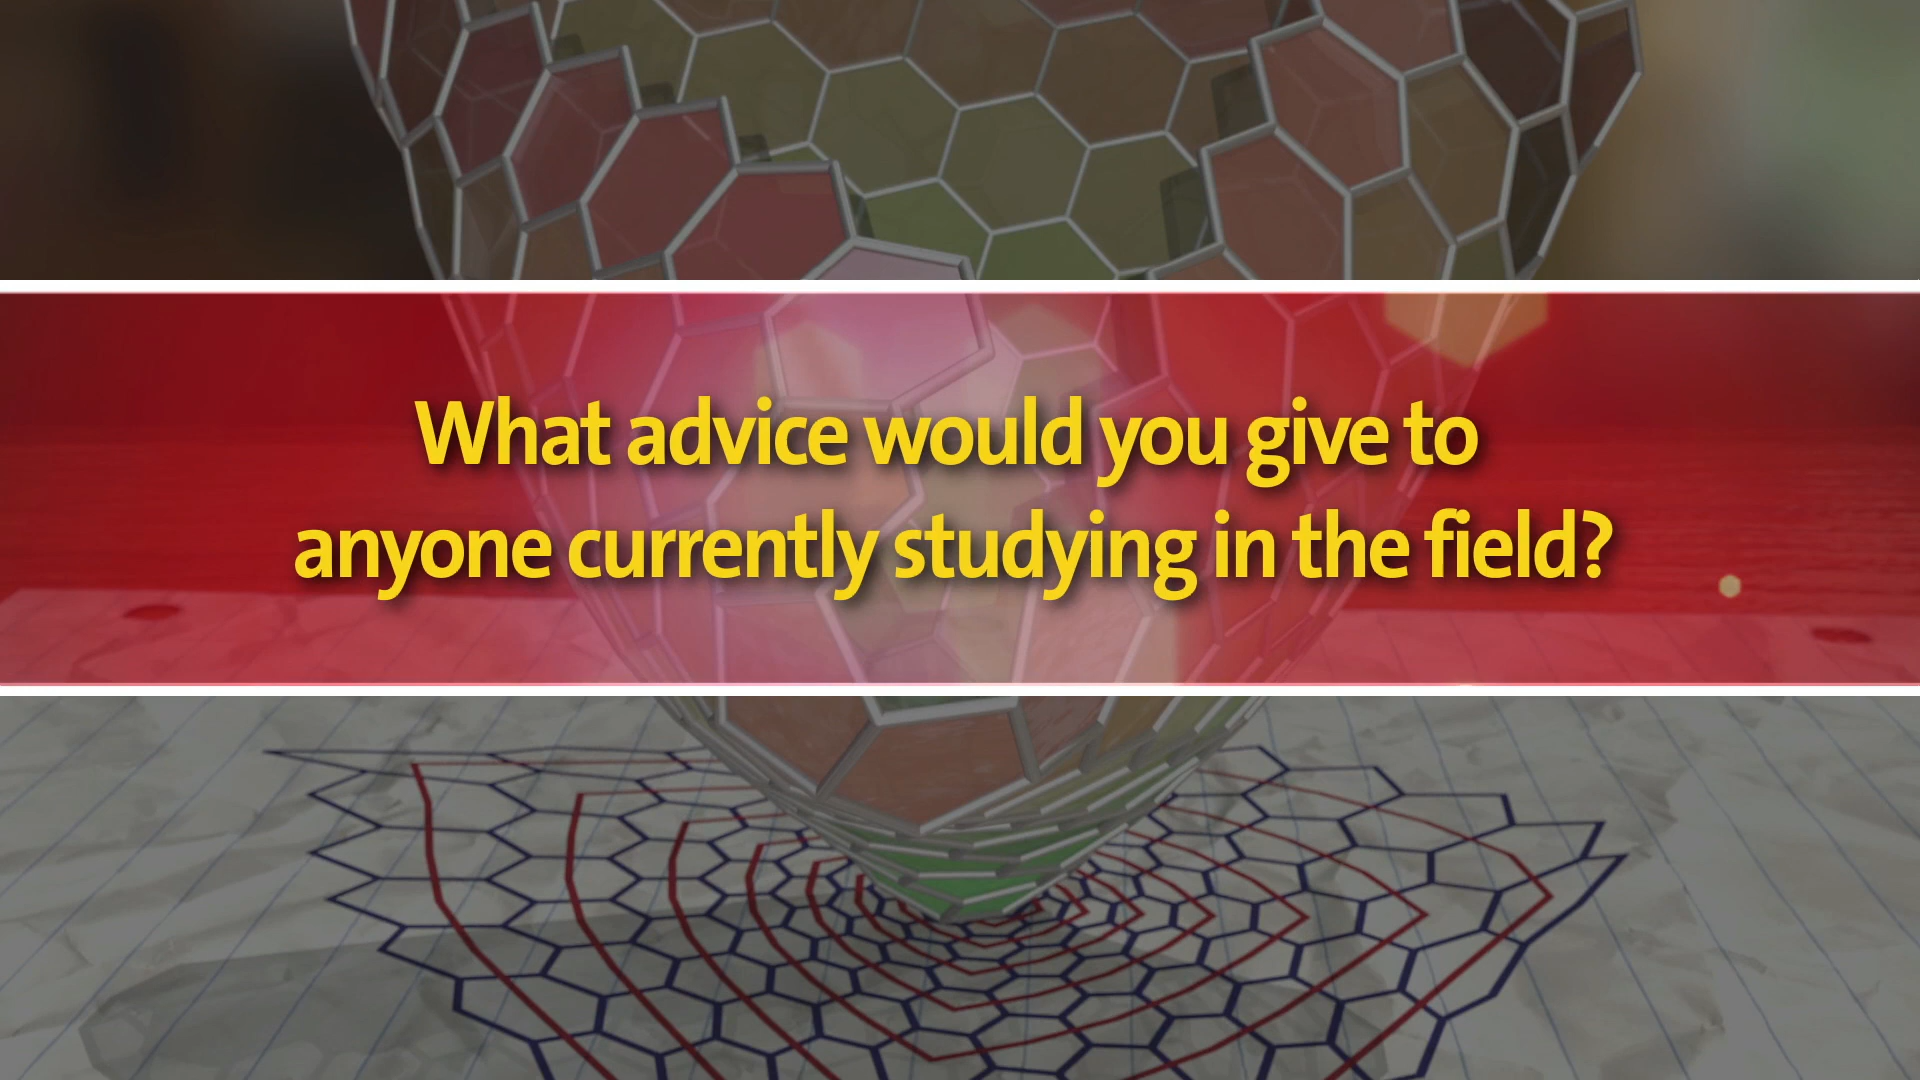 What advice would you give to
anyone currently studying in the field?